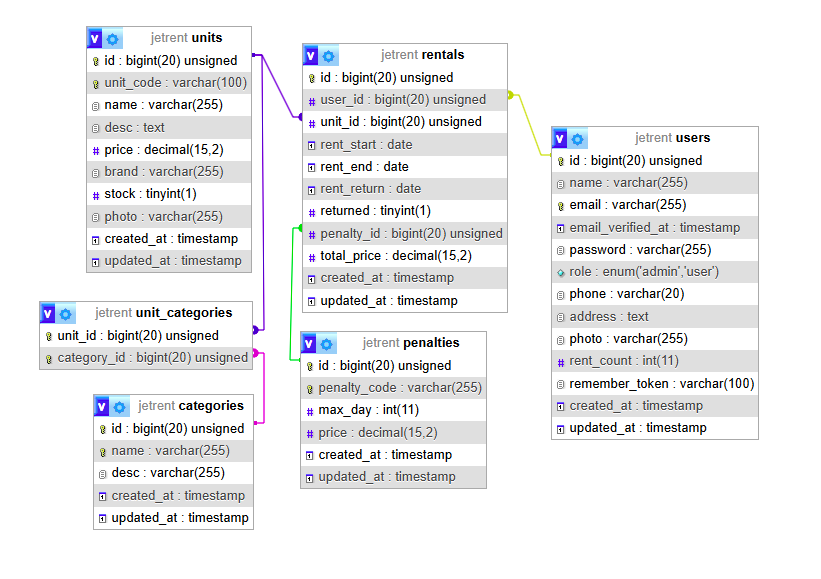 v jetrent units
id : bigint(20) unsigned
unit_code : varchar(100)
name : varchar(255)
desc : text
price : decimal(15,2)
brand : varchar(255)
stock : tinyint(1)
photo : varchar(255)
created_at : timestamp
updated_at : timestamp
v jetrent rentals
id : bigint(20) unsigned
user_id : bigint(20) unsigned
unit_id : bigint(20) unsigned
rent_start : date
rent_end : date
rent_return : date
returned : tinyint(1)
penalty_id : bigint(20) unsigned
total_price : decimal(15,2)
created_at : timestamp
updated_at : timestamp
v jetrent users
id : bigint(20) unsigned
name : varchar(255)
email : varchar(255)
email_verified_at : timestamp
password : varchar(255)
role : enum('admin','user')
phone : varchar(20)
address : text
photo : varchar(255)
rent_count : int(11)
remember_token : varchar(100)
created_at : timestamp
updated_at : timestamp
v jetrent unit_categories
unit_id : bigint(20) unsigned
category_id : bigint(20) unsigned
v jetrent penalties
id : bigint(20) unsigned
penalty_code : varchar(255)
max_day : int(11)
price : decimal(15,2)
created_at : timestamp
updated_at : timestamp
v jetrent categories
id : bigint(20) unsigned
name : varchar(255)
desc : varchar(255)
created_at : timestamp
updated_at : timestamp